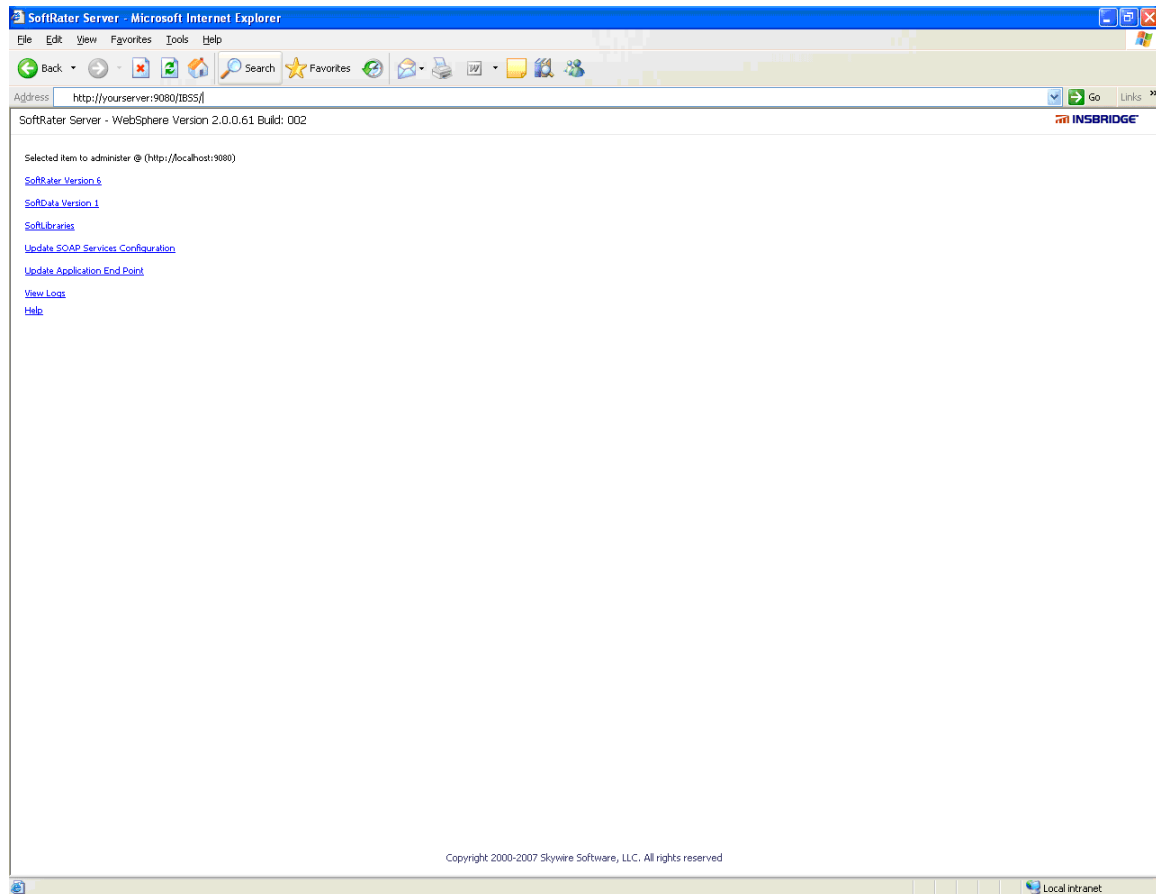 SoftRater Server - Microsoft Internet Explorer
File Edit View Favorites Tools Help
Back Search Favorites
Address http://yourserver:9080/IBSS/ Go Links »
SoftRater Server - WebSphere Version 2.0.0.61 Build: 002 INSBRIDGE
Selected item to administer @ (http://localhost:9080)
SoftRater Version 6
SoftData Version 1
SoftLibraries
Update SOAP Services Configuration
Update Application End Point
View Logs
Help
Copyright 2000-2007 Skywire Software, LLC. All rights reserved
Local intranet